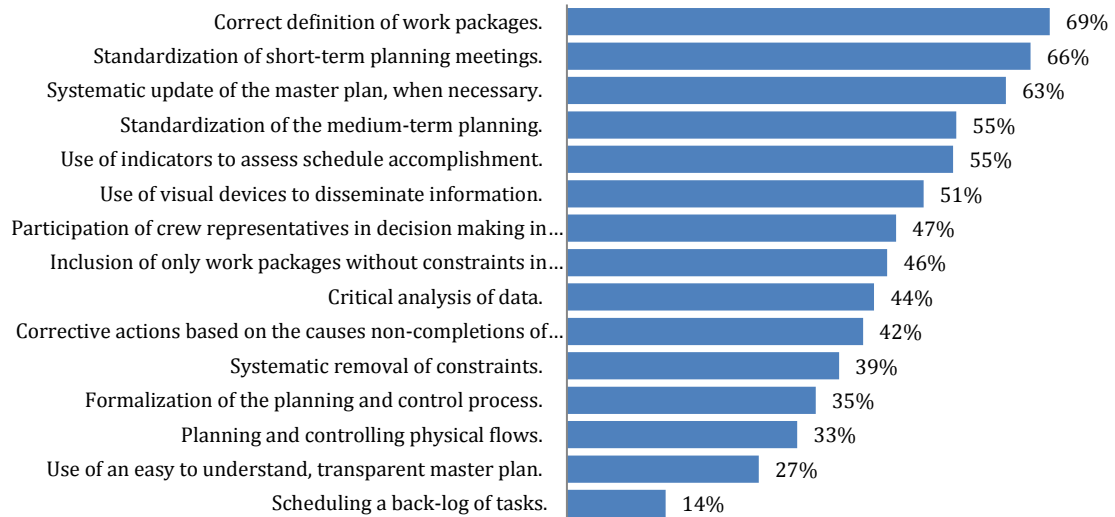 Correct definition of work packages. 69%
Standardization of short-term planning meetings. 66%
Systematic update of the master plan, when necessary. 63%
Standardization of the medium-term planning. 55%
Use of indicators to assess schedule accomplishment. 55%
Use of visual devices to disseminate information. 51%
Participation of crew representatives in decision making in… 47%
Inclusion of only work packages without constraints in… 46%
Critical analysis of data. 44%
Corrective actions based on the causes non-completions of… 42%
Systematic removal of constraints. 39%
Formalization of the planning and control process. 35%
Planning and controlling physical flows. 33%
Use of an easy to understand, transparent master plan. 27%
Scheduling a back-log of tasks. 14%